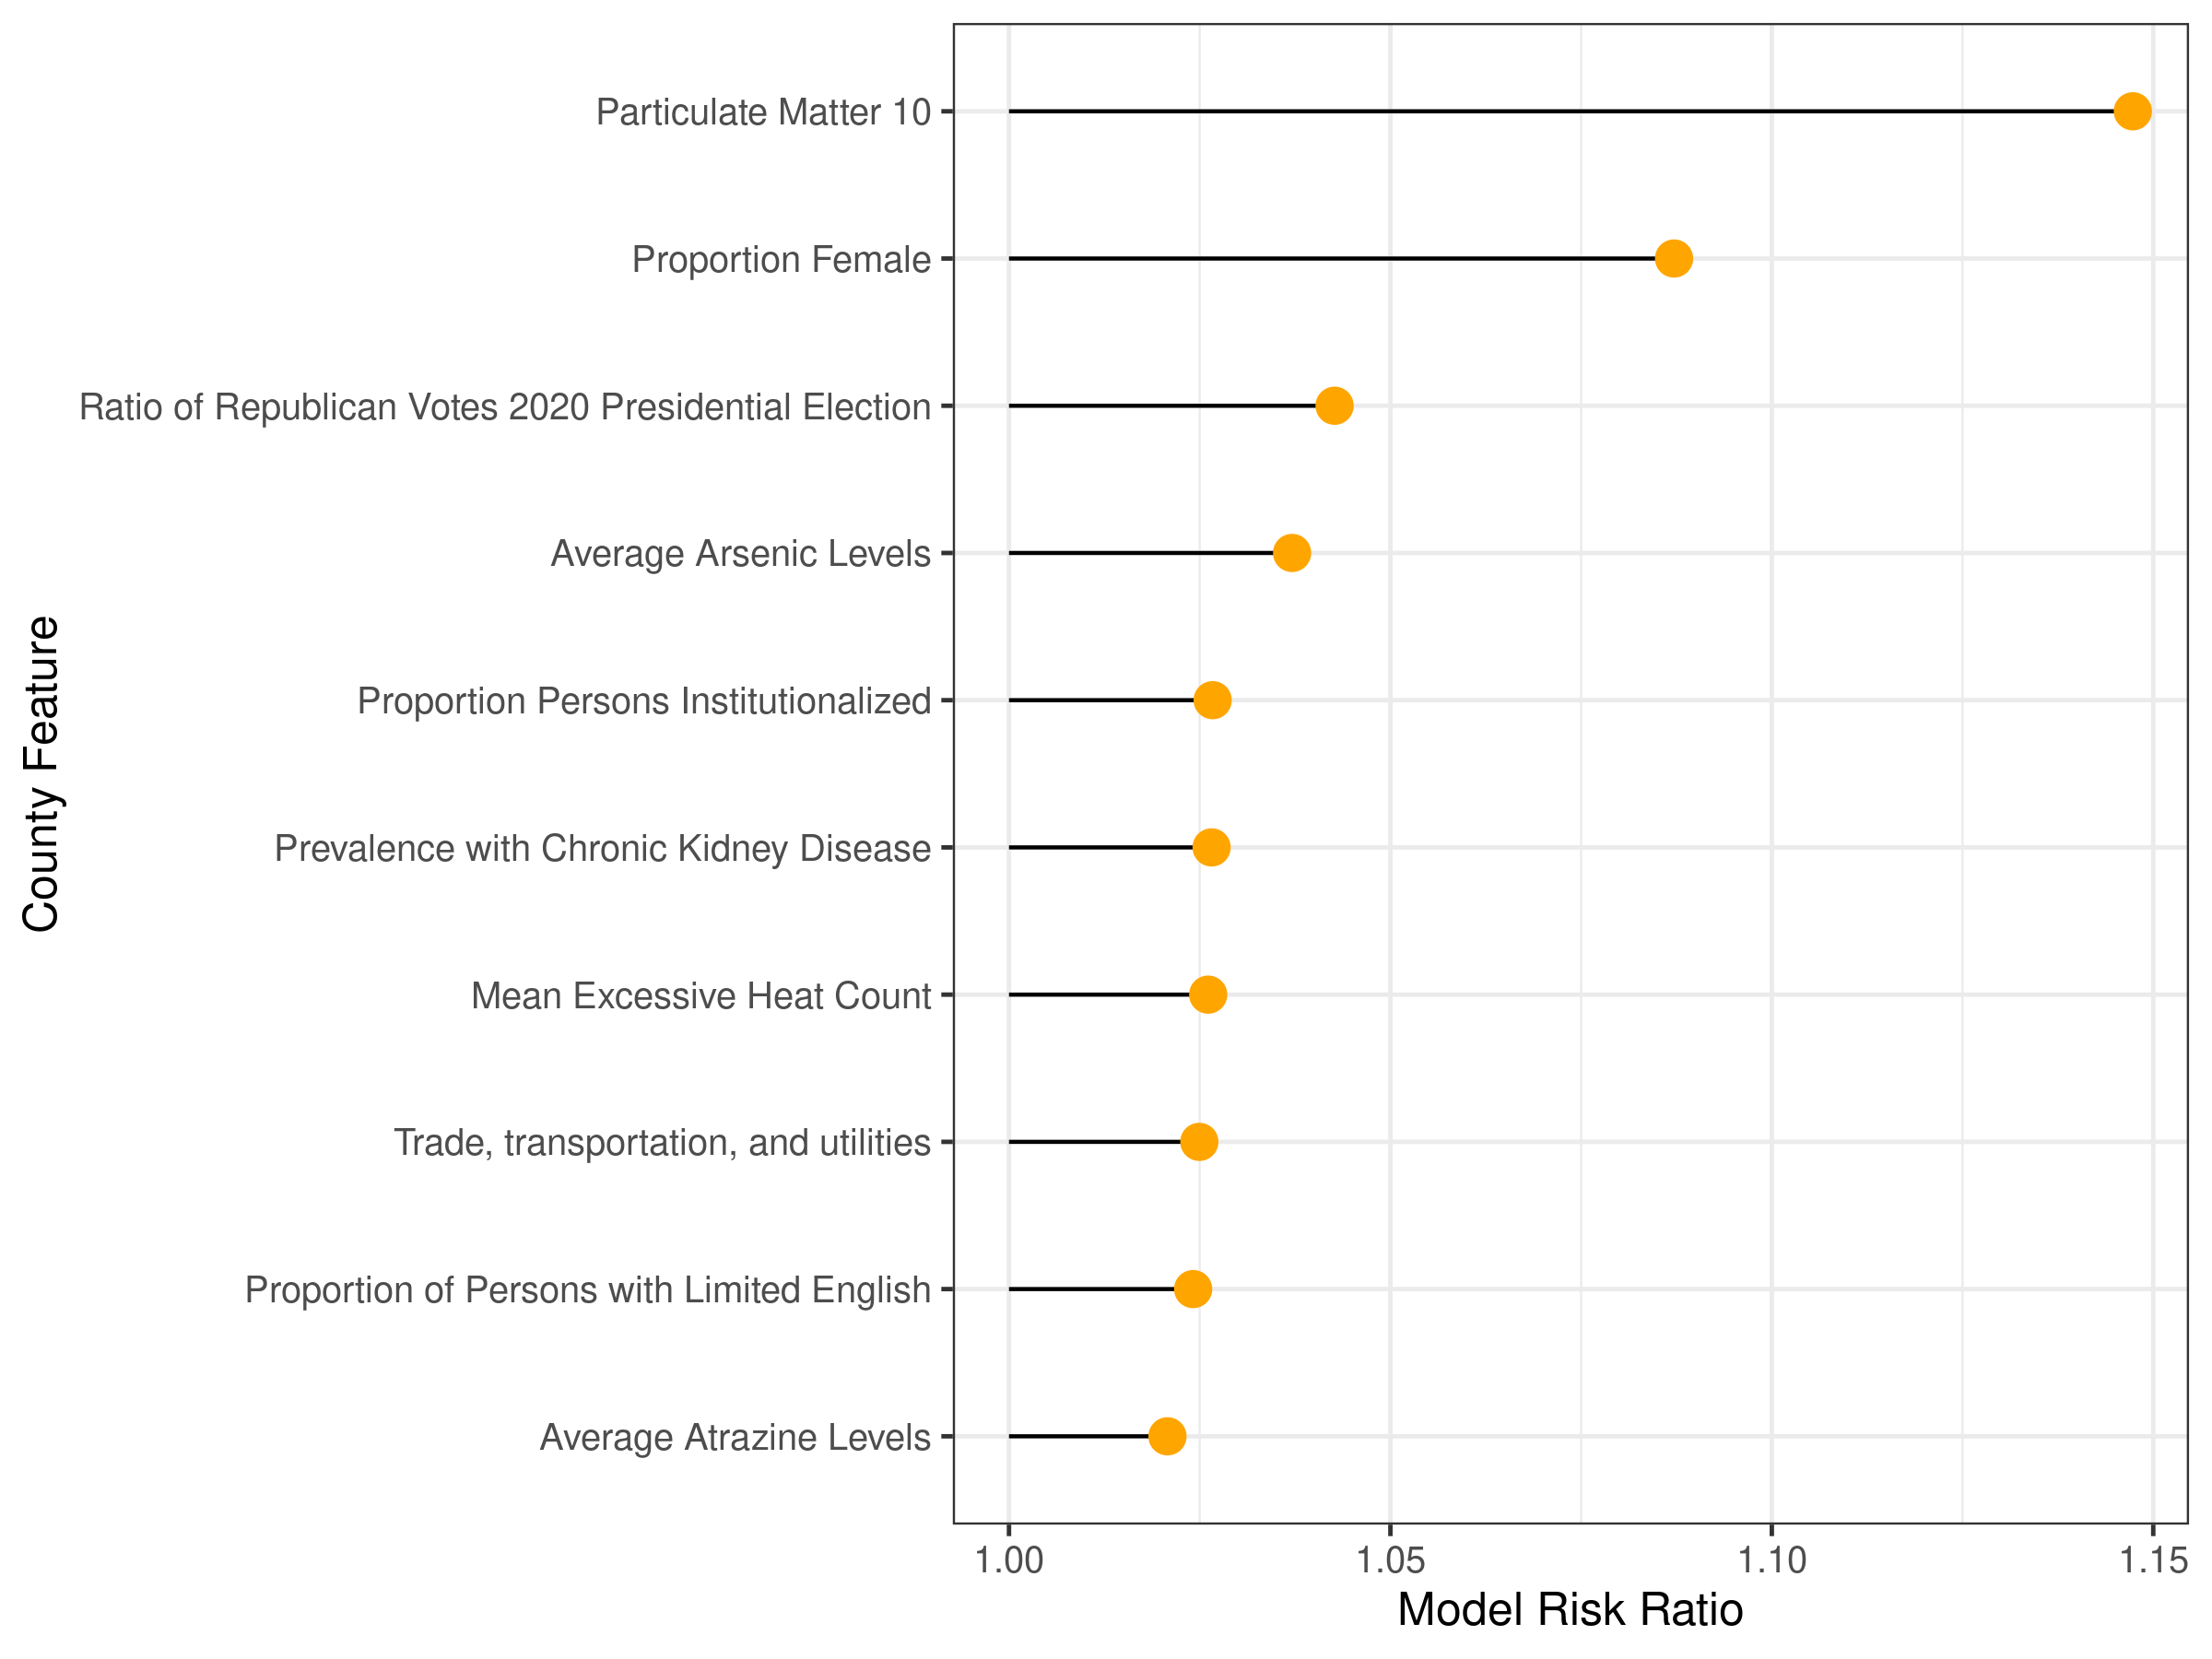 Particulate Matter 10
Proportion Female
Ratio of Republican Votes 2020 Presidential Election
Average Arsenic Levels
Proportion Persons Institutionalized
Prevalence with Chronic Kidney Disease
Mean Excessive Heat Count
Trade, transportation, and utilities
Proportion of Persons with Limited English
Average Atrazine Levels
County Feature
1.00 1.05 1.10 1.15
Model Risk Ratio